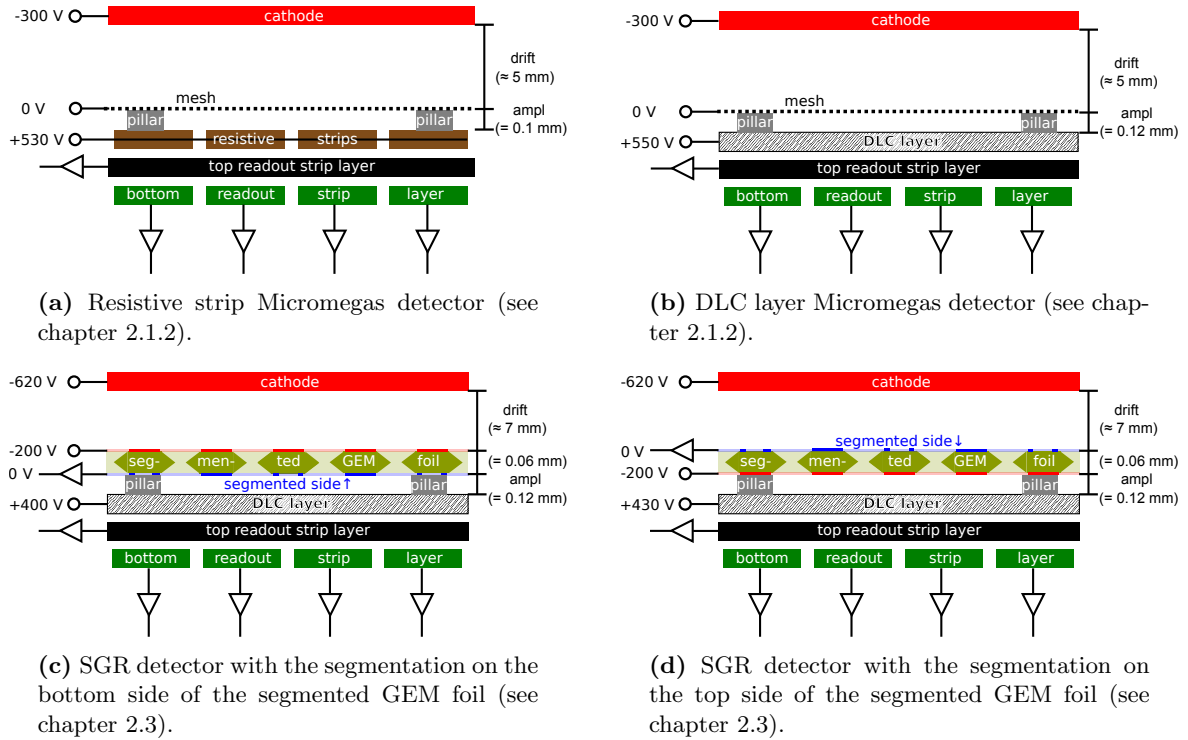 -300 V
cathode
drift
(≈ 5 mm)
mesh
0 V
ampl
(= 0.1 mm)
pillar
pillar
+530 V
resistive
strips
top readout strip layer
bottom
readout
strip
layer
(a) Resistive strip Micromegas detector (see
chapter 2.1.2).
-300 V
cathode
drift
(≈ 5 mm)
mesh
0 V
ampl
(= 0.12 mm)
pillar
pillar
+550 V
DLC layer
top readout strip layer
bottom
readout
strip
layer
(b) DLC layer Micromegas detector (see chap-
ter 2.1.2).
-620 V
cathode
drift
(≈ 7 mm)
-200 V
seg-
men-
ted
GEM
foil
(= 0.06 mm)
0 V
pillar
segmented side↑
pillar
ampl
(= 0.12 mm)
+400 V
DLC layer
top readout strip layer
bottom
readout
strip
layer
(c) SGR detector with the segmentation on the
bottom side of the segmented GEM foil (see
chapter 2.3).
-620 V
cathode
drift
(≈ 7 mm)
segmented side↓
0 V
seg-
men-
ted
GEM
foil
(= 0.06 mm)
-200 V
pillar
pillar
ampl
(= 0.12 mm)
+430 V
DLC layer
top readout strip layer
bottom
readout
strip
layer
(d) SGR detector with the segmentation on
the top side of the segmented GEM foil (see
chapter 2.3).